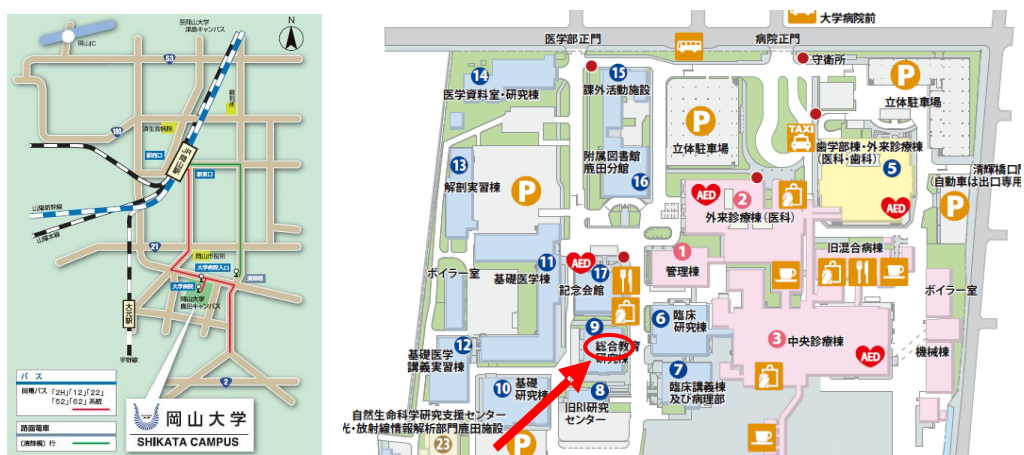 至岡山大学
津島キャンパス
N
岡山IC
53
裁判所
済生会病院
180
駅西口
岡山駅
駅東口
山陽新幹線
山陽本線
21
岡山市役所
大学病院入口
大学病院
清輝橋
岡山大学
鹿田キャンパス
大元駅
宇野線
2
バス
岡電バス 「2H」「12」「22」
「52」「62」系統
路面電車
(清輝橋) 行
岡山大学
SHIKATA CAMPUS
大学病院前
医学部正門
病院正門
守衛所
14
医学資料室・研究棟
15
課外活動施設
P
立体駐車場
P
立体駐車場
TAXI
歯学部棟・外来診療棟
(医科・歯科)
5
清輝橋口門
(自動車は出口専用
13
解剖実習棟
附属図書館
鹿田分館
16
P
AED
2
外来診療棟(医科)
AED
P
11
基礎医学棟
ボイラー室
AED
17
記念会館
1
管理棟
旧混合病棟
ボイラー室
6
臨床
研究棟
9
総合教育
研究棟
3
中央診療棟
AED
機械棟
12
基礎医学
講義実習棟
10
基礎
研究棟
8
旧RI研究
センター
7
臨床講義棟
及び病理部
自然生命科学研究支援センター
光・放射線情報解析部門鹿田施設
23
P